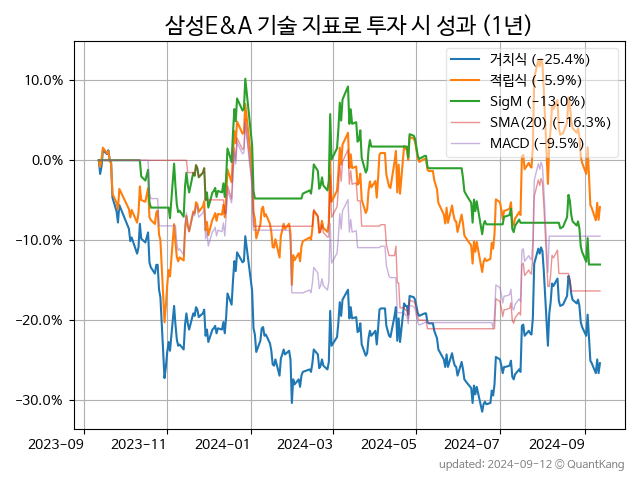 삼성E&A 기술 지표로 투자 시 성과 (1년)
거치식 (−25.4%)
적립식 (−5.9%)
SigM (−13.0%)
SMA(20) (−16.3%)
MACD (−9.5%)
10.0%
0.0%
−10.0%
−20.0%
−30.0%
2023-09 2023-11 2024-01 2024-03 2024-05 2024-07 2024-09
updated: 2024-09-12 © QuantKang